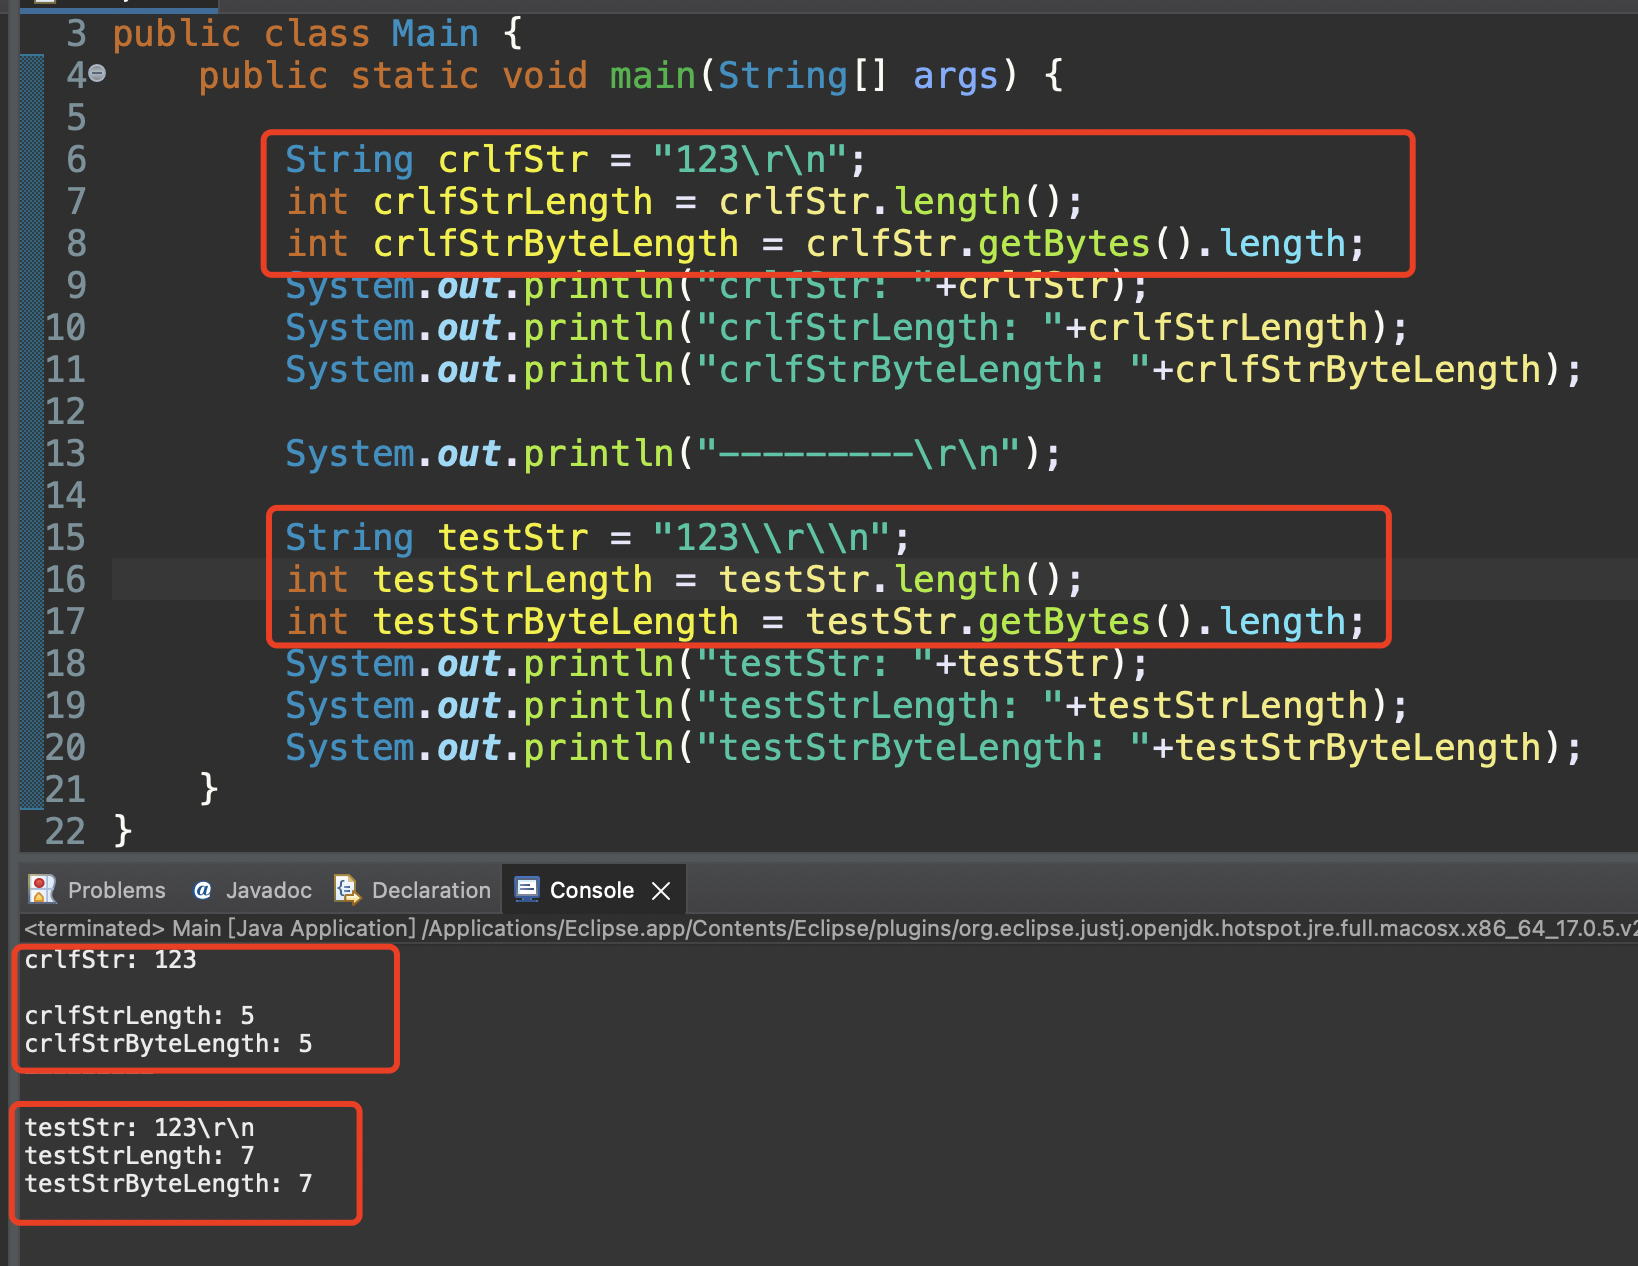 3 public class Main {
4 public static void main(String[] args) {
5
6 String crlfStr = "123\r\n";
7 int crlfStrLength = crlfStr.length();
8 int crlfStrByteLength = crlfStr.getBytes().length;
9 System.out.println("crlfStr: "+crlfStr);
10 System.out.println("crlfStrLength: "+crlfStrLength);
11 System.out.println("crlfStrByteLength: "+crlfStrByteLength);
12
13 System.out.println("---------\r\n");
14
15 String testStr = "123\\r\\n";
16 int testStrLength = testStr.length();
17 int testStrByteLength = testStr.getBytes().length;
18 System.out.println("testStr: "+testStr);
19 System.out.println("testStrLength: "+testStrLength);
20 System.out.println("testStrByteLength: "+testStrByteLength);
21 }
22 }
Problems @ Javadoc Declaration Console
<terminated> Main [Java Application] /Applications/Eclipse.app/Contents/Eclipse/plugins/org.eclipse.justj.openjdk.hotspot.jre.full.macosx.x86_64_17.0.5.v2
crlfStr: 123
crlfStrLength: 5
crlfStrByteLength: 5
---------
testStr: 123\r\n
testStrLength: 7
testStrByteLength: 7